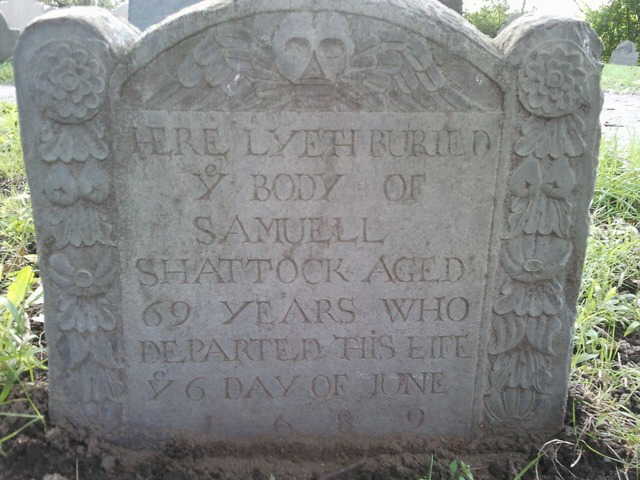 HERE LYETH BURIED
Yᵉ BODY OF
SAMUELL
SHATTOCK AGED
69 YEARS WHO
DEPARTED THIS LIFE
Yᵉ 6 DAY OF JUNE
1689